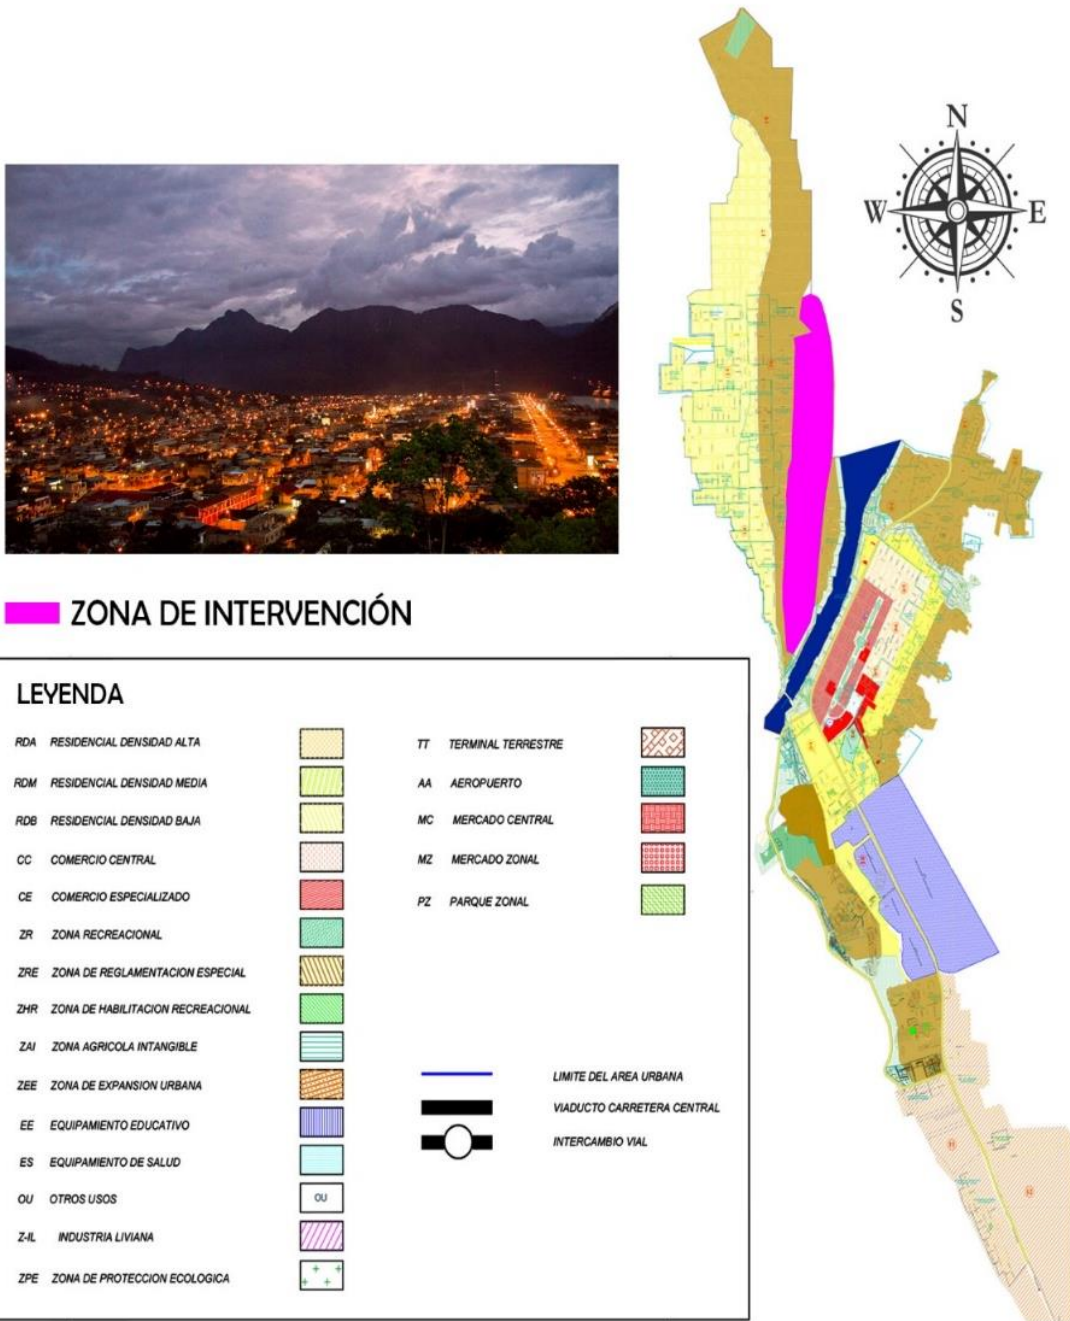 N
W
E
S
ZONA DE INTERVENCIÓN
LEYENDA
RDA RESIDENCIAL DENSIDAD ALTA
RDM RESIDENCIAL DENSIDAD MEDIA
RDB RESIDENCIAL DENSIDAD BAJA
CC COMERCIO CENTRAL
CE COMERCIO ESPECIALIZADO
ZR ZONA RECREACIONAL
ZRE ZONA DE REGLAMENTACION ESPECIAL
ZHR ZONA DE HABILITACION RECREACIONAL
ZAI ZONA AGRICOLA INTANGIBLE
ZEE ZONA DE EXPANSION URBANA
EE EQUIPAMIENTO EDUCATIVO
ES EQUIPAMIENTO DE SALUD
OU OTROS USOS OU
Z-IL INDUSTRIA LIVIANA
ZPE ZONA DE PROTECCION ECOLOGICA
TT TERMINAL TERRESTRE
AA AEROPUERTO
MC MERCADO CENTRAL
MZ MERCADO ZONAL
PZ PARQUE ZONAL
LIMITE DEL AREA URBANA
VIADUCTO CARRETERA CENTRAL
INTERCAMBIO VIAL